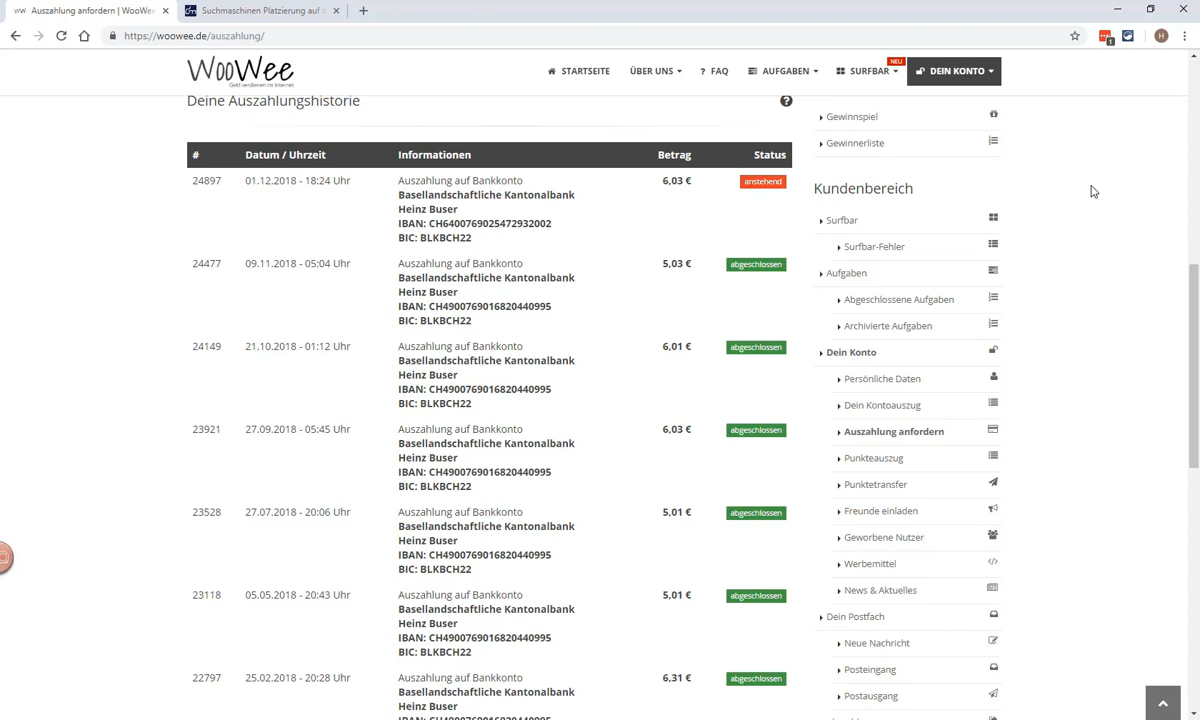 Auszahlung anfordern | WooWee
Suchmaschinen Platzierung auf
https://woowee.de/auszahlung/
1
H
WooWee
Geld verdienen im Internet
STARTSEITE
ÜBER UNS
? FAQ
AUFGABEN
NEU
SURFBAR
DEIN KONTO
Deine Auszahlungshistorie
# Datum / Uhrzeit Informationen Betrag Status
24897 01.12.2018 - 18:24 Uhr Auszahlung auf Bankkonto 6,03 € anstehend
Basellandschaftliche Kantonalbank
Heinz Buser
IBAN: CH6400769025472932002
BIC: BLKBCH22
24477 09.11.2018 - 05:04 Uhr Auszahlung auf Bankkonto 5,03 € abgeschlossen
Basellandschaftliche Kantonalbank
Heinz Buser
IBAN: CH4900769016820440995
BIC: BLKBCH22
24149 21.10.2018 - 01:12 Uhr Auszahlung auf Bankkonto 6,01 € abgeschlossen
Basellandschaftliche Kantonalbank
Heinz Buser
IBAN: CH4900769016820440995
BIC: BLKBCH22
23921 27.09.2018 - 05:45 Uhr Auszahlung auf Bankkonto 6,03 € abgeschlossen
Basellandschaftliche Kantonalbank
Heinz Buser
IBAN: CH4900769016820440995
BIC: BLKBCH22
23528 27.07.2018 - 20:06 Uhr Auszahlung auf Bankkonto 5,01 € abgeschlossen
Basellandschaftliche Kantonalbank
Heinz Buser
IBAN: CH4900769016820440995
BIC: BLKBCH22
23118 05.05.2018 - 20:43 Uhr Auszahlung auf Bankkonto 5,01 € abgeschlossen
Basellandschaftliche Kantonalbank
Heinz Buser
IBAN: CH4900769016820440995
BIC: BLKBCH22
22797 25.02.2018 - 20:28 Uhr Auszahlung auf Bankkonto 6,31 € abgeschlossen
Basellandschaftliche Kantonalbank
Heinz Buser
Gewinnspiel
Gewinnerliste
Kundenbereich
Surfbar
Surfbar-Fehler
Aufgaben
Abgeschlossene Aufgaben
Archivierte Aufgaben
Dein Konto
Persönliche Daten
Dein Kontoauszug
Auszahlung anfordern
Punkteauszug
Punktetransfer
Freunde einladen
Geworbene Nutzer
Werbemittel
News & Aktuelles
Dein Postfach
Neue Nachricht
Posteingang
Postausgang